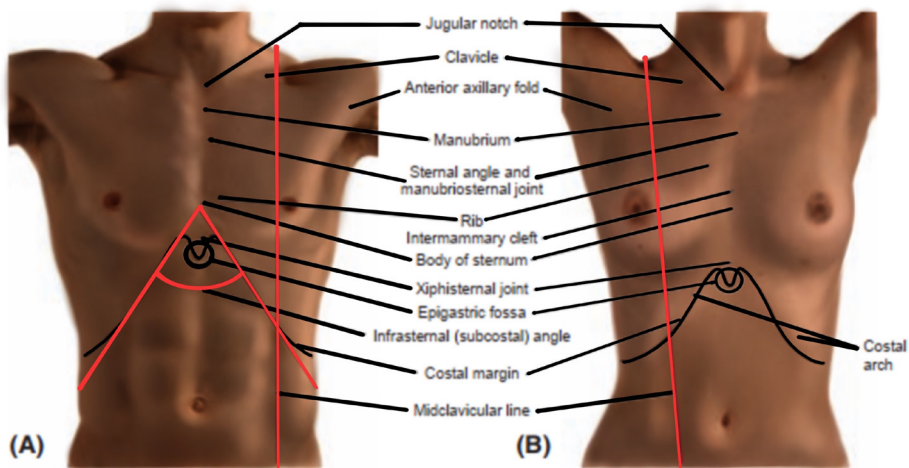 Jugular notch
Clavicle
Anterior axillary fold
Manubrium
Sternal angle and
manubriosternal joint
Rib
Intermammary cleft
Body of sternum
Xiphisternal joint
Epigastric fossa
Infrasternal (subcostal) angle
Costal
arch
Costal margin
Midclavicular line
(A)
(B)